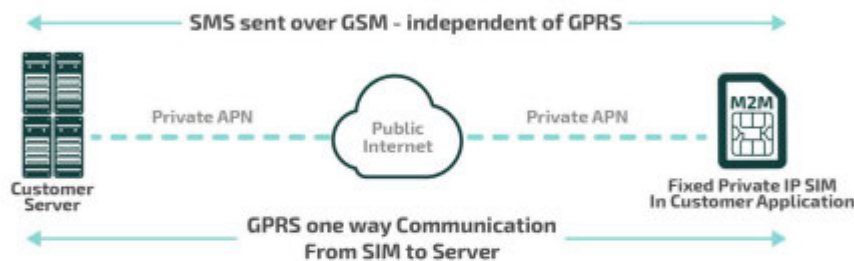 SMS sent over GSM - independent of GPRS
Private APN
Public
Internet
Private APN
M2M
Customer
Server
Fixed Private IP SIM
In Customer Application
GPRS one way Communication
From SIM to Server